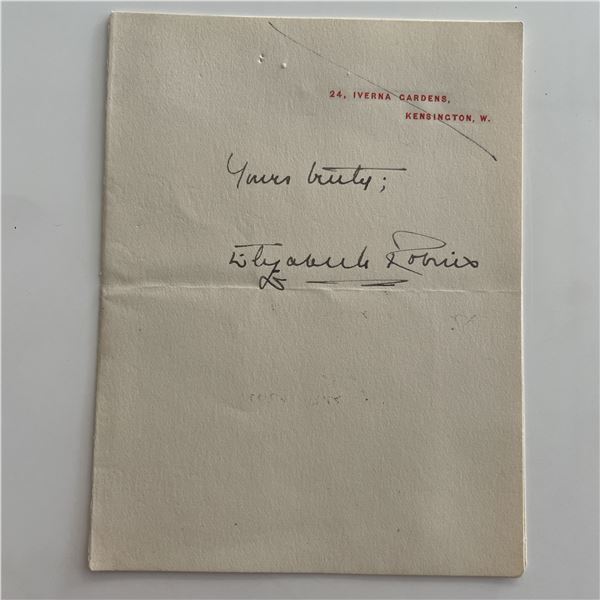 24, IVERNA GARDENS,
KENSINGTON, W.
Yours truly;
Elizabeth Robins